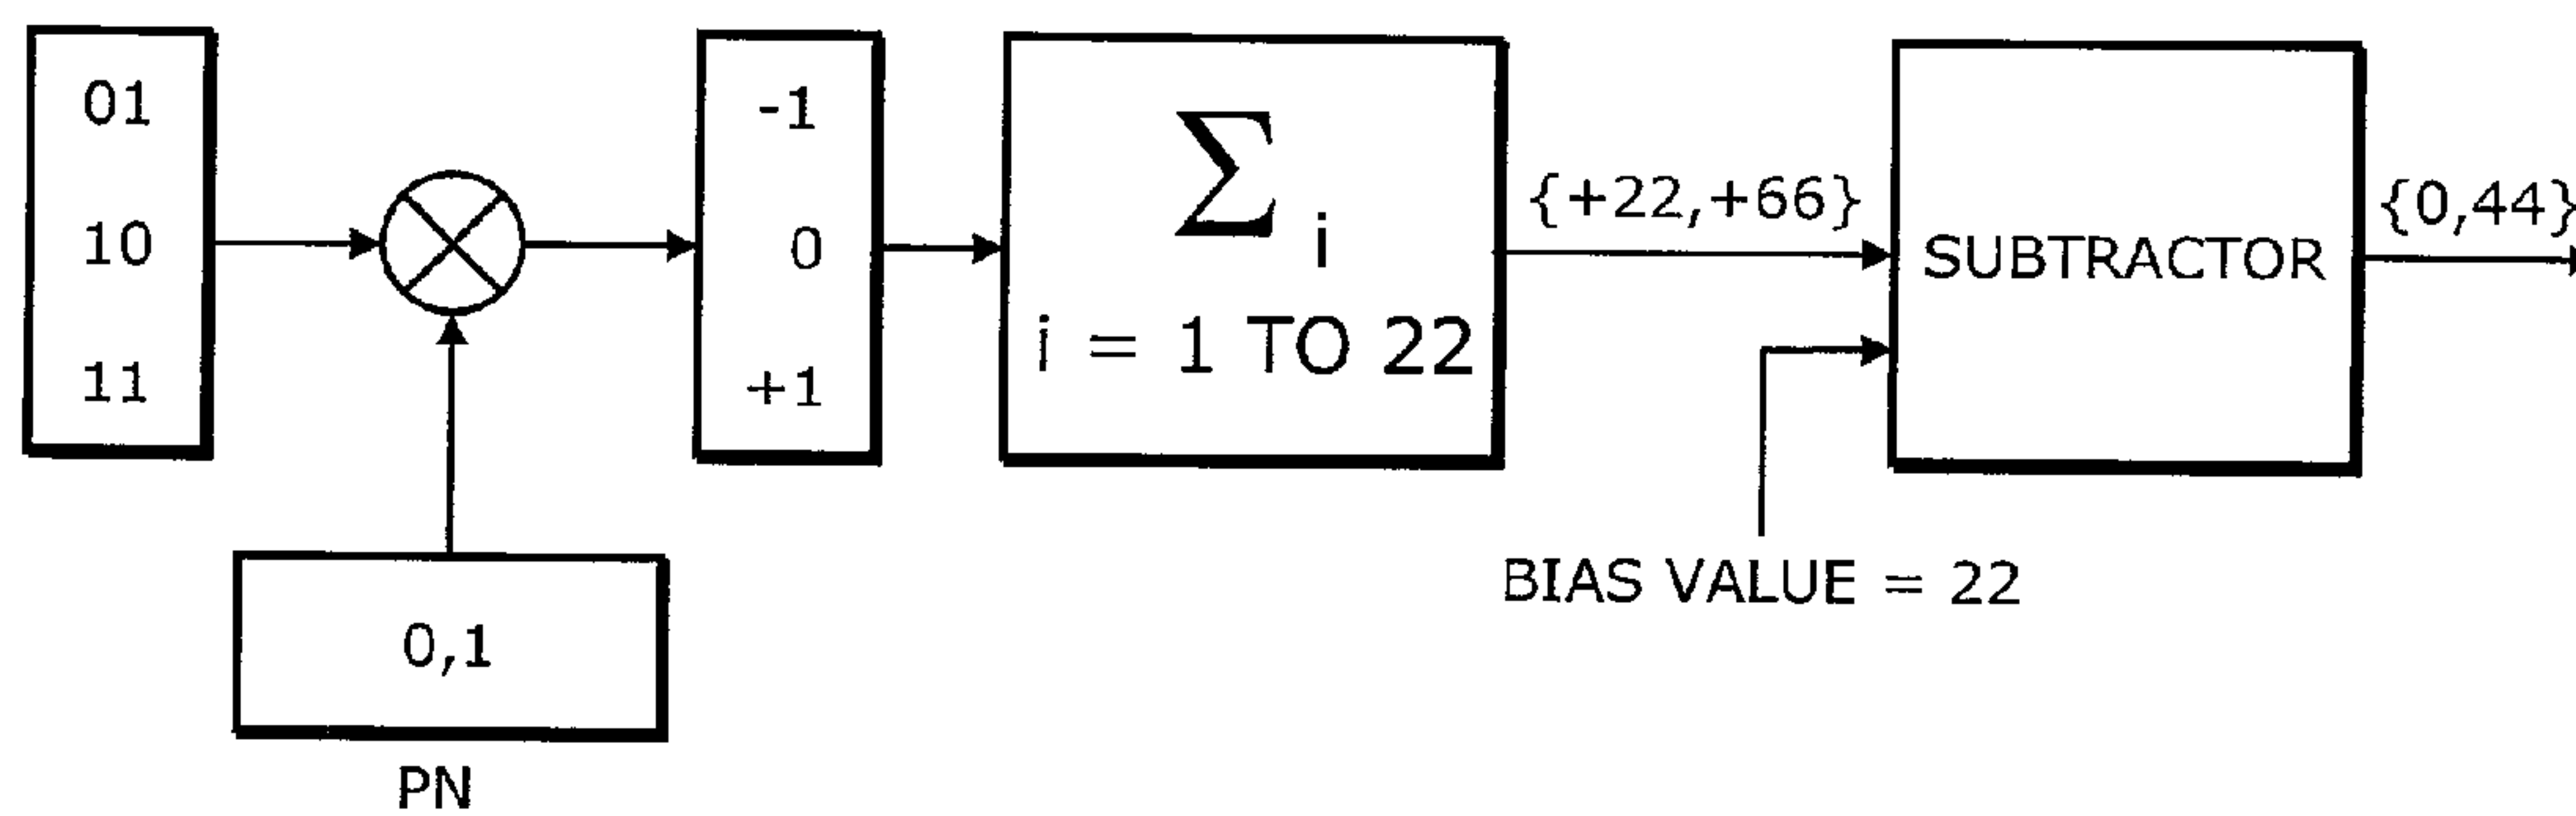 01
10
11
0,1
PN
-1
0
+1
Σ i
i = 1 TO 22
{+22,+66}
SUBTRACTOR
BIAS VALUE = 22
{0,44}